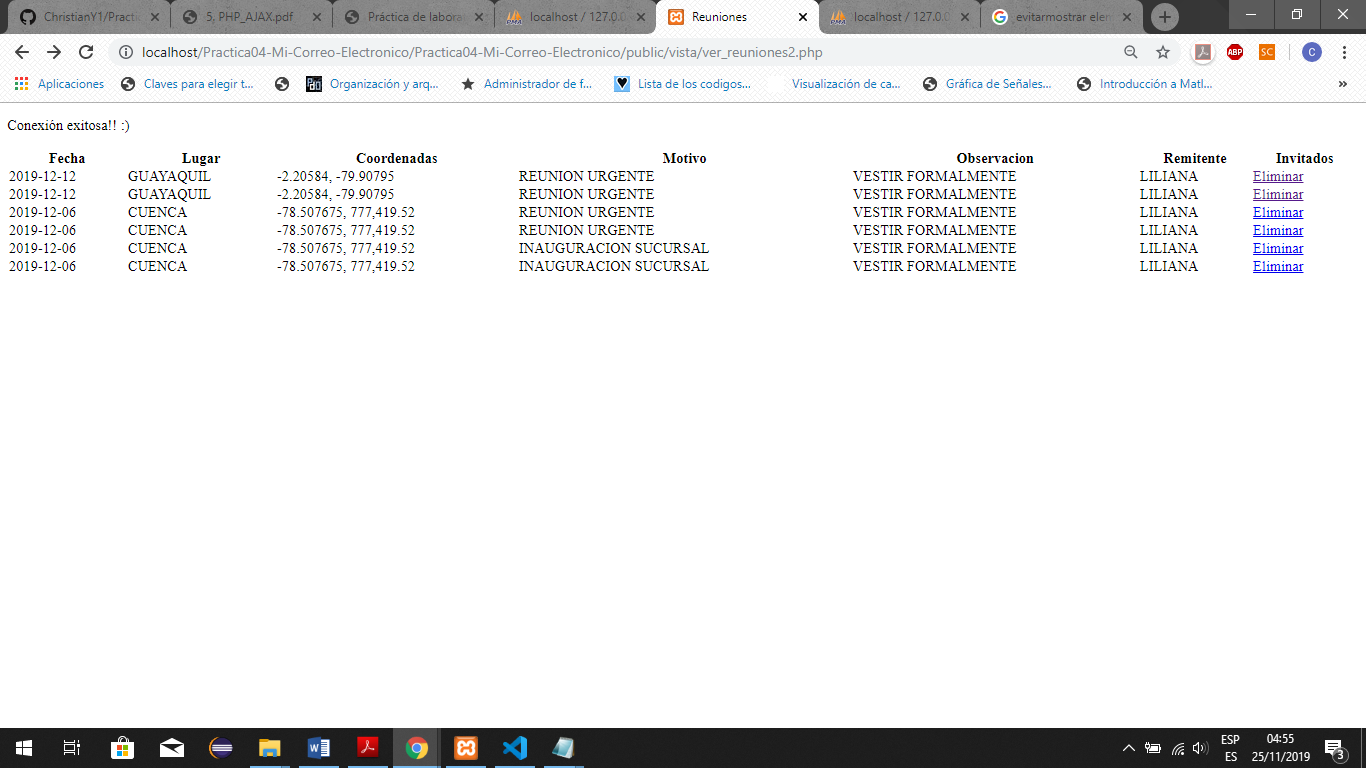 ChristianY1/Practi
5, PHP_AJAX.pdf
Práctica de labora
localhost / 127.0.0
Reuniones
localhost / 127.0.0
evitarmostrar elem
localhost/Practica04-Mi-Correo-Electronico/Practica04-Mi-Correo-Electronico/public/vista/ver_reuniones2.php
ABP
SC
C
Aplicaciones
Claves para elegir t...
Organización y arq...
Administrador de f...
Lista de los codigos...
Visualización de ca...
Gráfica de Señales...
Introducción a Matl...
»
Conexión exitosa!! :)
Fecha Lugar Coordenadas Motivo Observacion Remitente Invitados
2019-12-12 GUAYAQUIL -2.20584, -79.90795 REUNION URGENTE VESTIR FORMALMENTE LILIANA Eliminar
2019-12-12 GUAYAQUIL -2.20584, -79.90795 REUNION URGENTE VESTIR FORMALMENTE LILIANA Eliminar
2019-12-06 CUENCA -78.507675, 777,419.52 REUNION URGENTE VESTIR FORMALMENTE LILIANA Eliminar
2019-12-06 CUENCA -78.507675, 777,419.52 REUNION URGENTE VESTIR FORMALMENTE LILIANA Eliminar
2019-12-06 CUENCA -78.507675, 777,419.52 INAUGURACION SUCURSAL VESTIR FORMALMENTE LILIANA Eliminar
2019-12-06 CUENCA -78.507675, 777,419.52 INAUGURACION SUCURSAL VESTIR FORMALMENTE LILIANA Eliminar
ESP
ES
04:55
25/11/2019
3